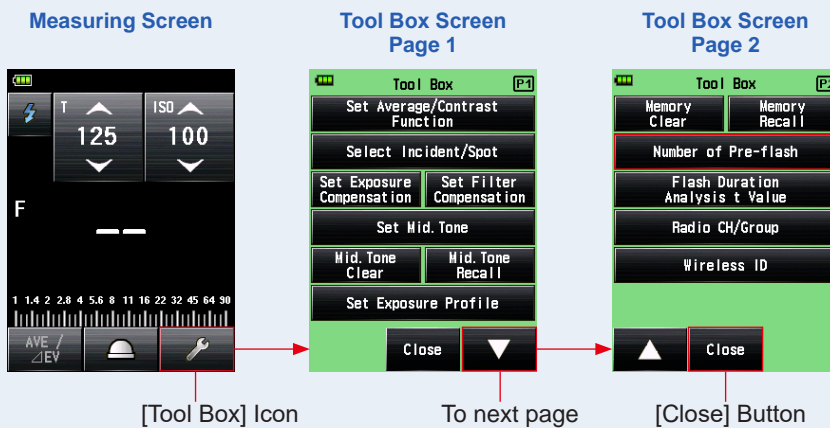 Measuring Screen
T
ISO
125
100
F
--
1 1.4 2 2.8 4 5.6 8 11 16 22 32 45 64 90
AVE /
⊿EV
[Tool Box] Icon
Tool Box Screen
Page 1
Tool Box P1
Set Average/Contrast
Function
Select Incident/Spot
Set Exposure
Compensation
Set Filter
Compensation
Set Mid.Tone
Mid.Tone
Clear
Mid.Tone
Recall
Set Exposure Profile
Close
To next page
Tool Box Screen
Page 2
Tool Box P2
Memory
Clear
Memory
Recall
Number of Pre-flash
Flash Duration
Analysis t Value
Radio CH/Group
Wireless ID
Close
[Close] Button